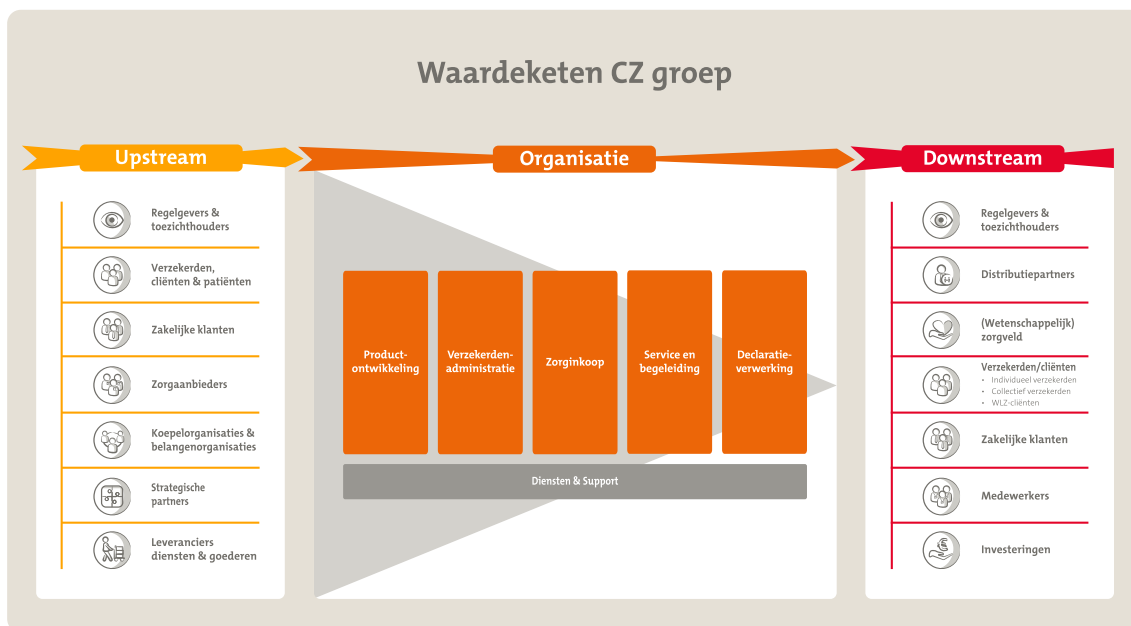 Waardeketen CZ groep
Upstream
Regelgevers &
toezichthouders
Verzekerden,
cliënten & patiënten
Zakelijke klanten
Zorgaanbieders
Koepelorganisaties &
belangenorganisaties
Strategische
partners
Leveranciers
diensten & goederen
Organisatie
Product-
ontwikkeling
Verzekerden-
administratie
Zorginkoop
Service en
begeleiding
Declaratie-
verwerking
Diensten & Support
Downstream
Regelgevers &
toezichthouders
Distributiepartners
(Wetenschappelijk)
zorgveld
Verzekerden/cliënten
• Individueel verzekerden
• Collectief verzekerden
• WLZ-cliënten
Zakelijke klanten
Medewerkers
Investeringen